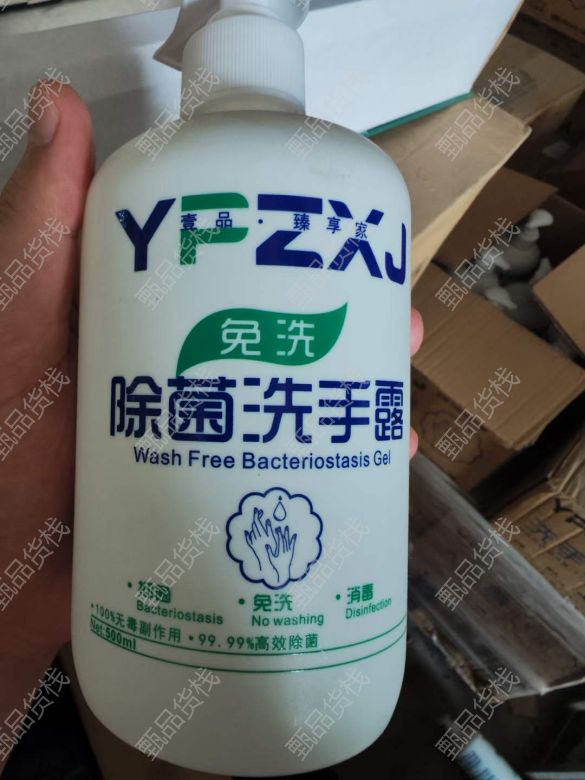 YPZXJ
壹品·臻享家
免洗
除菌洗手露
Wash Free Bacteriostasis Gel
·抑菌 ·免洗 ·消毒
Bacteriostasis No washing Disinfection
·100%无毒副作用 ·99.99%高效除菌
Net:500ml
甄品货栈